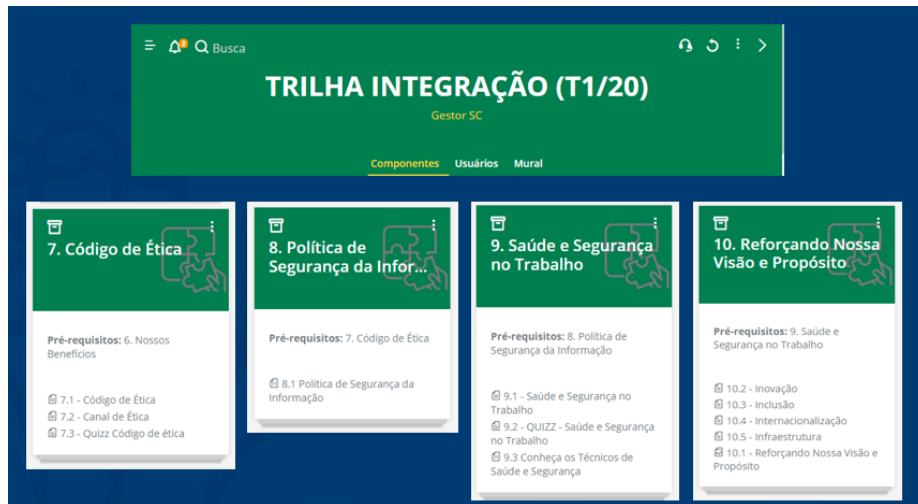 2
Busca
TRILHA INTEGRAÇÃO (T1/20)
Gestor SC
Componentes Usuários Mural
7. Código de Ética
Pré-requisitos: 6. Nossos
Benefícios
7.1 - Código de Ética
7.2 - Canal de Ética
7.3 - Quizz Código de ética
8. Política de
Segurança da Infor...
Pré-requisitos: 7. Código de Ética
8.1 Política de Segurança da
Informação
9. Saúde e Segurança
no Trabalho
Pré-requisitos: 8. Política de
Segurança da Informação
9.1 - Saúde e Segurança no
Trabalho
9.2 - QUIZZ - Saúde e Segurança
no Trabalho
9.3 Conheça os Técnicos de
Saúde e Segurança
10. Reforçando Nossa
Visão e Propósito
Pré-requisitos: 9. Saúde e
Segurança no Trabalho
10.2 - Inovação
10.3 - Inclusão
10.4 - Internacionalização
10.5 - Infraestrutura
10.1 - Reforçando Nossa Visão e
Propósito